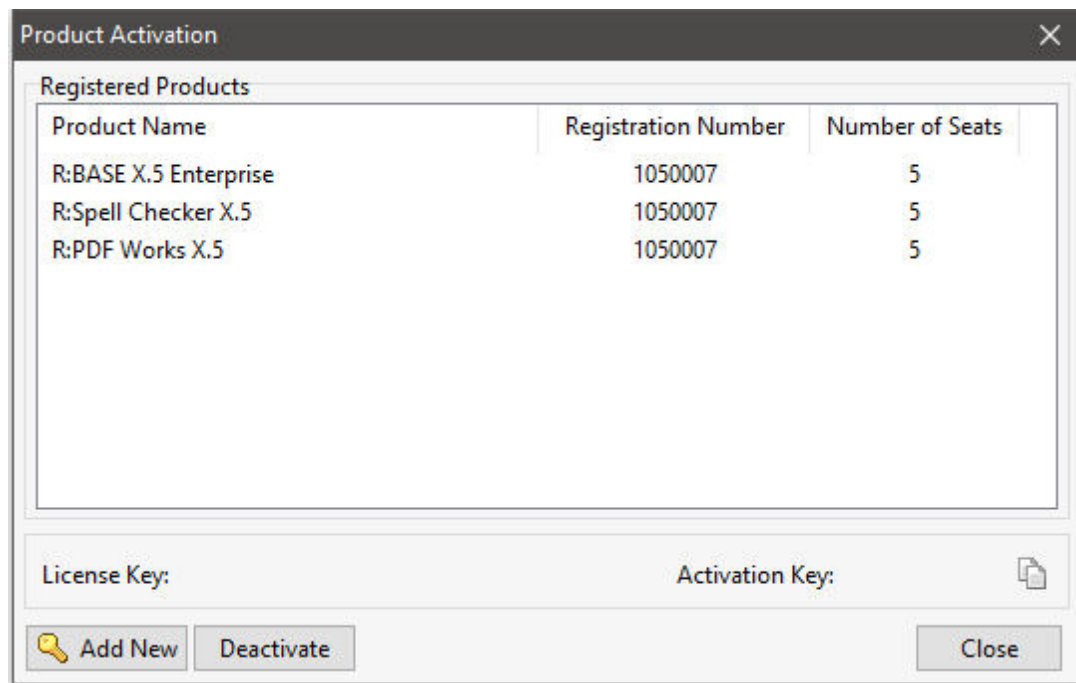 Product Activation
Registered Products
Product Name Registration Number Number of Seats
R:BASE X.5 Enterprise 1050007 5
R:Spell Checker X.5 1050007 5
R:PDF Works X.5 1050007 5
License Key: Activation Key:
Add New Deactivate Close